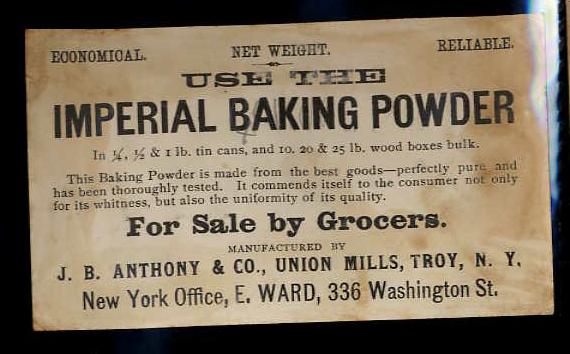 ECONOMICAL. NET WEIGHT. RELIABLE.
USE THE
IMPERIAL BAKING POWDER
In ¼, ½ & 1 lb. tin cans, and 10, 20 & 25 lb. wood boxes bulk.
This Baking Powder is made from the best goods—perfectly pure and
has been thoroughly tested. It commends itself to the consumer not only
for its whitness, but also the uniformity of its quality.
For Sale by Grocers.
MANUFACTURED BY
J. B. ANTHONY & CO., UNION MILLS, TROY, N. Y.
New York Office, E. WARD, 336 Washington St.